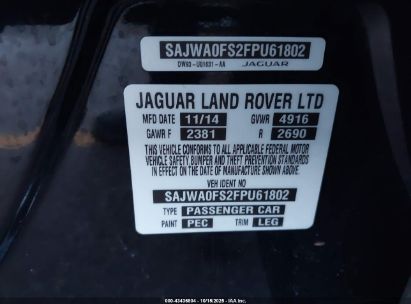 SAJWA0FS2FPU61802
DW93-U01631-AA JAGUAR
JAGUAR LAND ROVER LTD
MFD DATE 11/14 GVWR 4916
GAWR F 2381 R 2690
THIS VEHICLE CONFORMS TO ALL APPLICABLE FEDERAL MOTOR
VEHICLE SAFETY, BUMPER AND THEFT PREVENTION STANDARDS
IN EFFECT ON THE DATE OF MANUFACTURE SHOWN ABOVE.
VEH IDENT NO
SAJWA0FS2FPU61802
TYPE PASSENGER CAR
PAINT PEC TRIM LEG